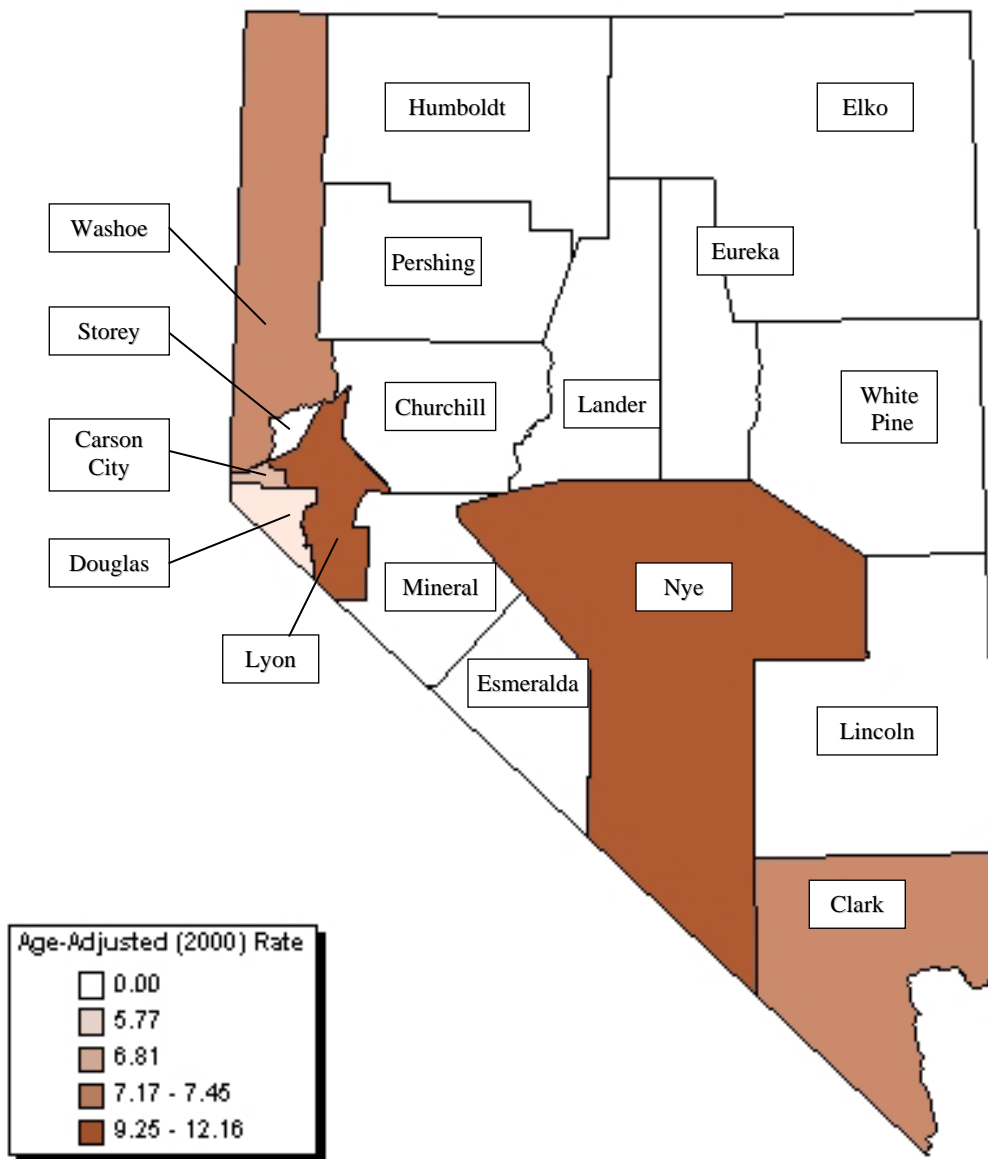 Humboldt
Elko
Washoe
Eureka
Pershing
Storey
White
Pine
Churchill
Lander
Carson
City
Douglas
Mineral
Nye
Lyon
Esmeralda
Lincoln
Clark
Age-Adjusted (2000) Rate
0.00
5.77
6.81
7.17 - 7.45
9.25 - 12.16